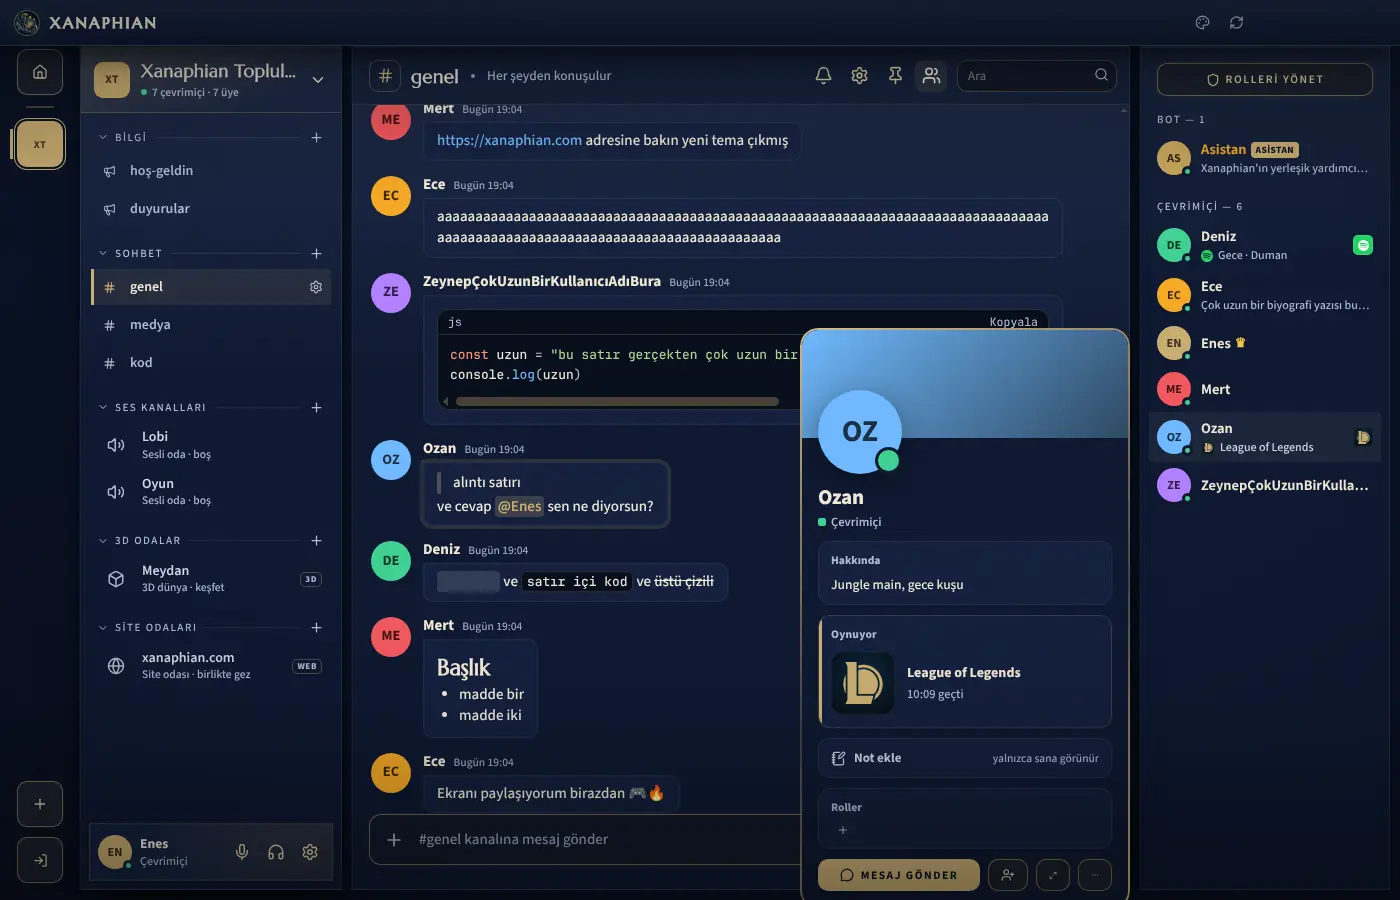 XANAPHIAN
XT
XT
Xanaphian Toplul...
7 çevrimiçi · 7 üye
BİLGİ
hoş-geldin
duyurular
SOHBET
# genel
# medya
# kod
SES KANALLARI
Lobi
Sesli oda · boş
Oyun
Sesli oda · boş
3D ODALAR
Meydan
3D dünya · keşfet
3D
SİTE ODALARI
xanaphian.com
Site odası · birlikte gez
WEB
EN
Enes
Çevrimiçi
# genel • Her şeyden konuşulur
Ara
ME
Mert Bugün 19:04
https://xanaphian.com adresine bakın yeni tema çıkmış
EC
Ece Bugün 19:04
ZE
ZeynepÇokUzunBirKullanıcıAdıBura Bugün 19:04
js
Kopyala
const uzun = "bu satır gerçekten çok uzun bir
console.log(uzun)
OZ
Ozan Bugün 19:04
alıntı satırı
ve cevap @Enes sen ne diyorsun?
DE
Deniz Bugün 19:04
ve satır içi kod ve üstü çizili
ME
Mert Bugün 19:04
Başlık
• madde bir
• madde iki
EC
Ece Bugün 19:04
Ekranı paylaşıyorum birazdan 🎮🔥
#genel kanalına mesaj gönder
OZ
Ozan
Çevrimiçi
Hakkında
Jungle main, gece kuşu
Oynuyor
League of Legends
10:09 geçti
Not ekle
yalnızca sana görünür
Roller
MESAJ GÖNDER
ROLLERİ YÖNET
BOT — 1
AS
Asistan ASİSTAN
Xanaphian'ın yerleşik yardımcı...
ÇEVRİMİÇİ — 6
DE
Deniz
Gece · Duman
EC
Ece
Çok uzun bir biyografi yazısı bu...
EN
Enes
ME
Mert
OZ
Ozan
League of Legends
ZE
ZeynepÇokUzunBirKulla...